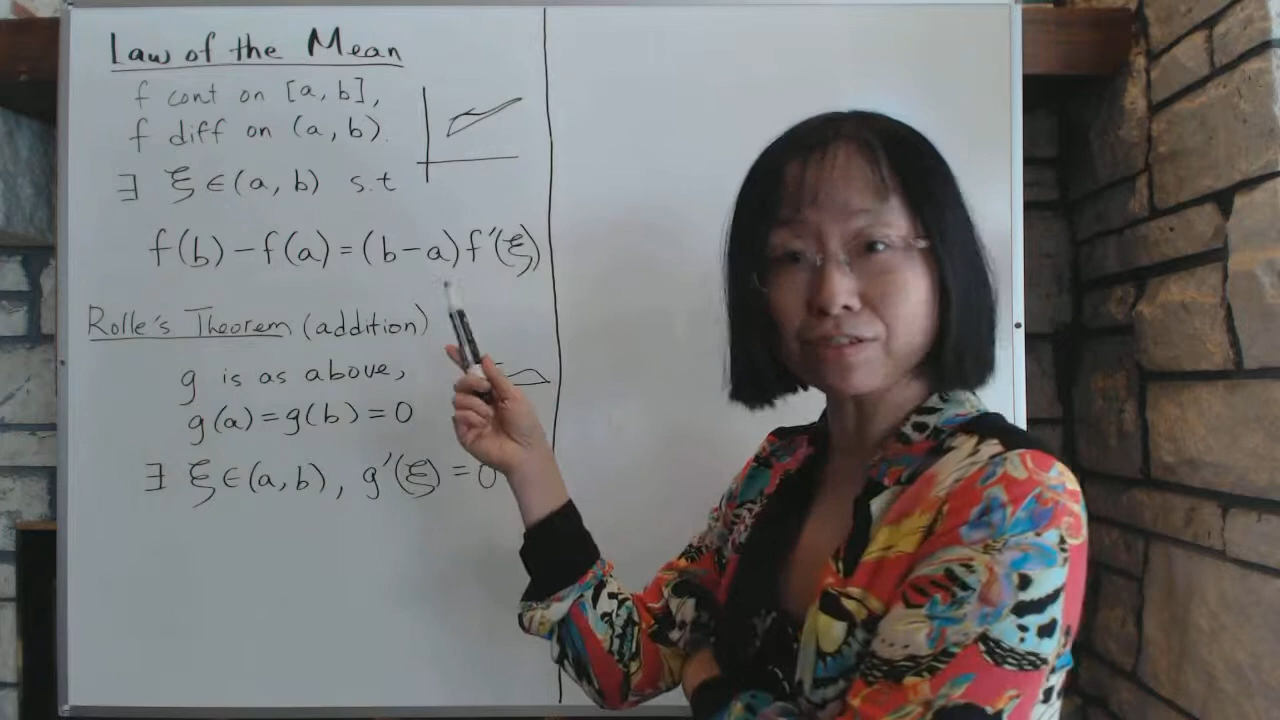 Law of the Mean
f cont on [a, b],
f diff on (a, b).
∃ ξ ∈ (a, b) s.t
f(b) – f(a) = (b – a) f'(ξ)
Rolle's Theorem (addition)
g is as above,
g(a) = g(b) = 0
∃ ξ ∈ (a, b), g'(ξ) = 0